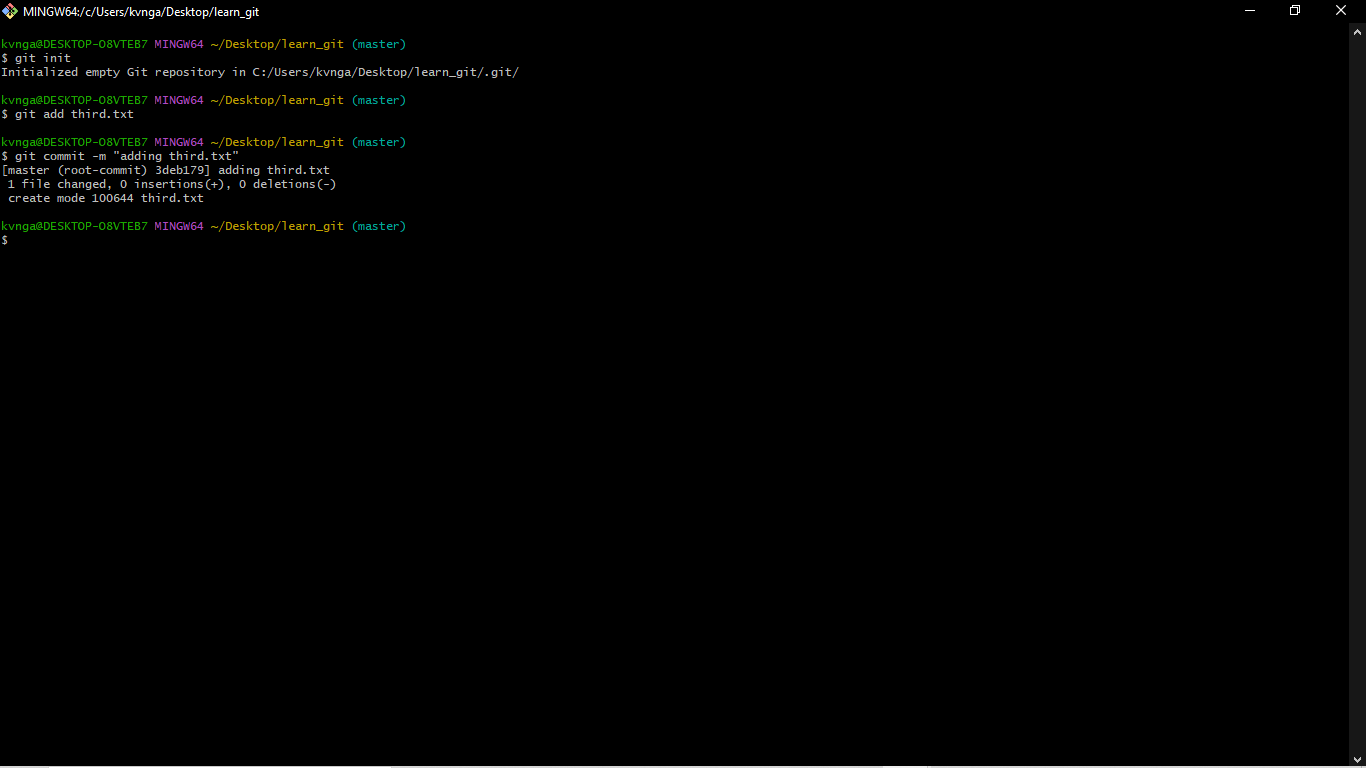 MINGW64:/c/Users/kvnga/Desktop/learn_git
kvnga@DESKTOP-O8VTEB7 MINGW64 ~/Desktop/learn_git (master)
$ git init
Initialized empty Git repository in C:/Users/kvnga/Desktop/learn_git/.git/
kvnga@DESKTOP-O8VTEB7 MINGW64 ~/Desktop/learn_git (master)
$ git add third.txt
kvnga@DESKTOP-O8VTEB7 MINGW64 ~/Desktop/learn_git (master)
$ git commit -m "adding third.txt"
[master (root-commit) 3deb179] adding third.txt
 1 file changed, 0 insertions(+), 0 deletions(-)
 create mode 100644 third.txt
kvnga@DESKTOP-O8VTEB7 MINGW64 ~/Desktop/learn_git (master)
$